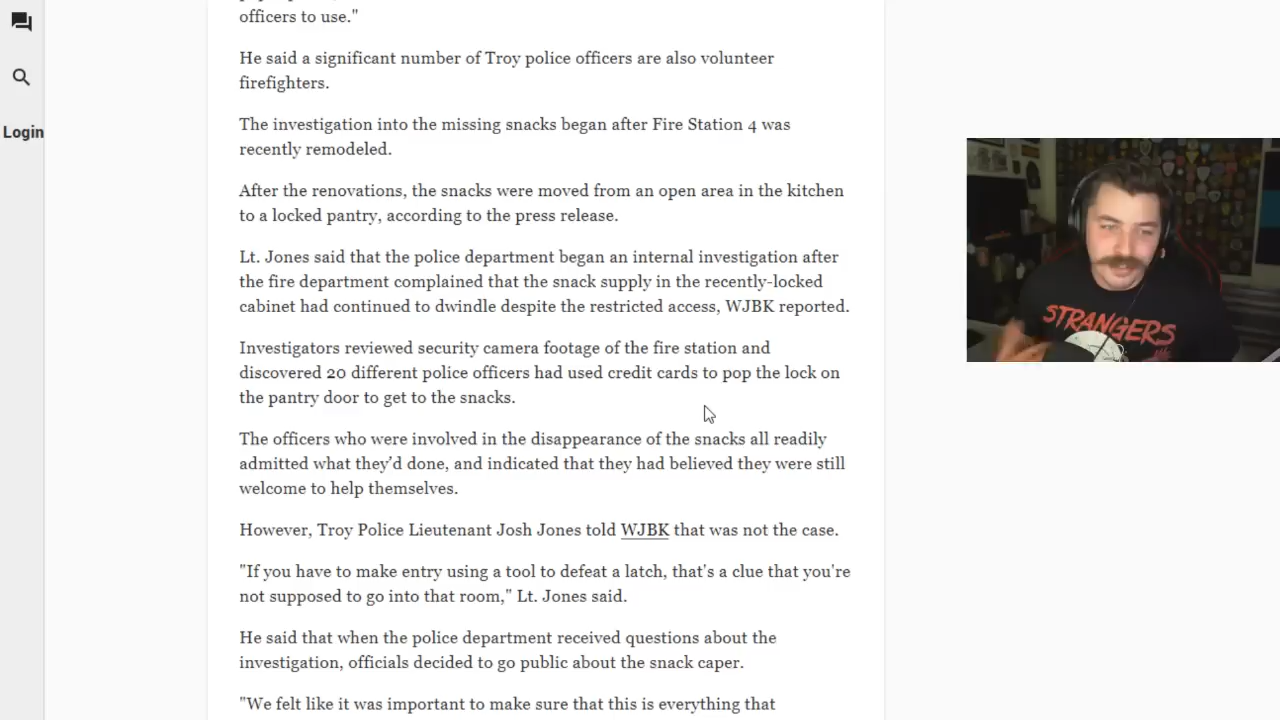 officers to use."
He said a significant number of Troy police officers are also volunteer
firefighters.
The investigation into the missing snacks began after Fire Station 4 was
recently remodeled.
After the renovations, the snacks were moved from an open area in the kitchen
to a locked pantry, according to the press release.
Lt. Jones said that the police department began an internal investigation after
the fire department complained that the snack supply in the recently-locked
cabinet had continued to dwindle despite the restricted access, WJBK reported.
Investigators reviewed security camera footage of the fire station and
discovered 20 different police officers had used credit cards to pop the lock on
the pantry door to get to the snacks.
The officers who were involved in the disappearance of the snacks all readily
admitted what they'd done, and indicated that they had believed they were still
welcome to help themselves.
However, Troy Police Lieutenant Josh Jones told WJBK that was not the case.
"If you have to make entry using a tool to defeat a latch, that's a clue that you're
not supposed to go into that room," Lt. Jones said.
He said that when the police department received questions about the
investigation, officials decided to go public about the snack caper.
"We felt like it was important to make sure that this is everything that
Login
STRANGERS